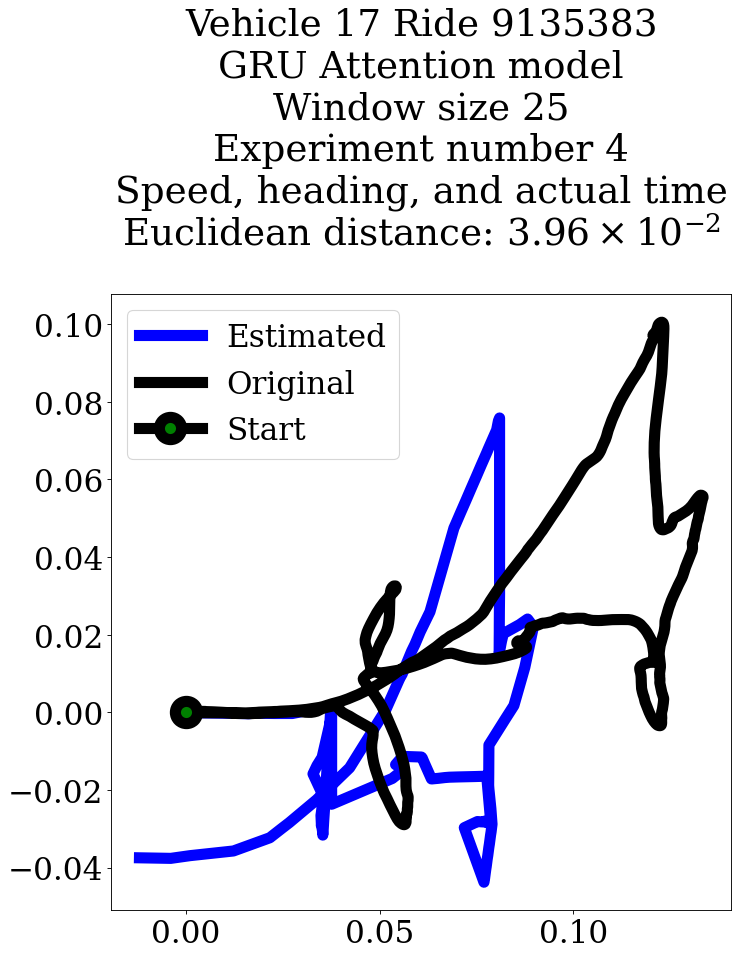 Vehicle 17 Ride 9135383
GRU Attention model
Window size 25
Experiment number 4
Speed, heading, and actual time
Euclidean distance: 3.96 × 10⁻²
Estimated
Original
Start
0.10
0.08
0.06
0.04
0.02
0.00
−0.02
−0.04
0.00 0.05 0.10